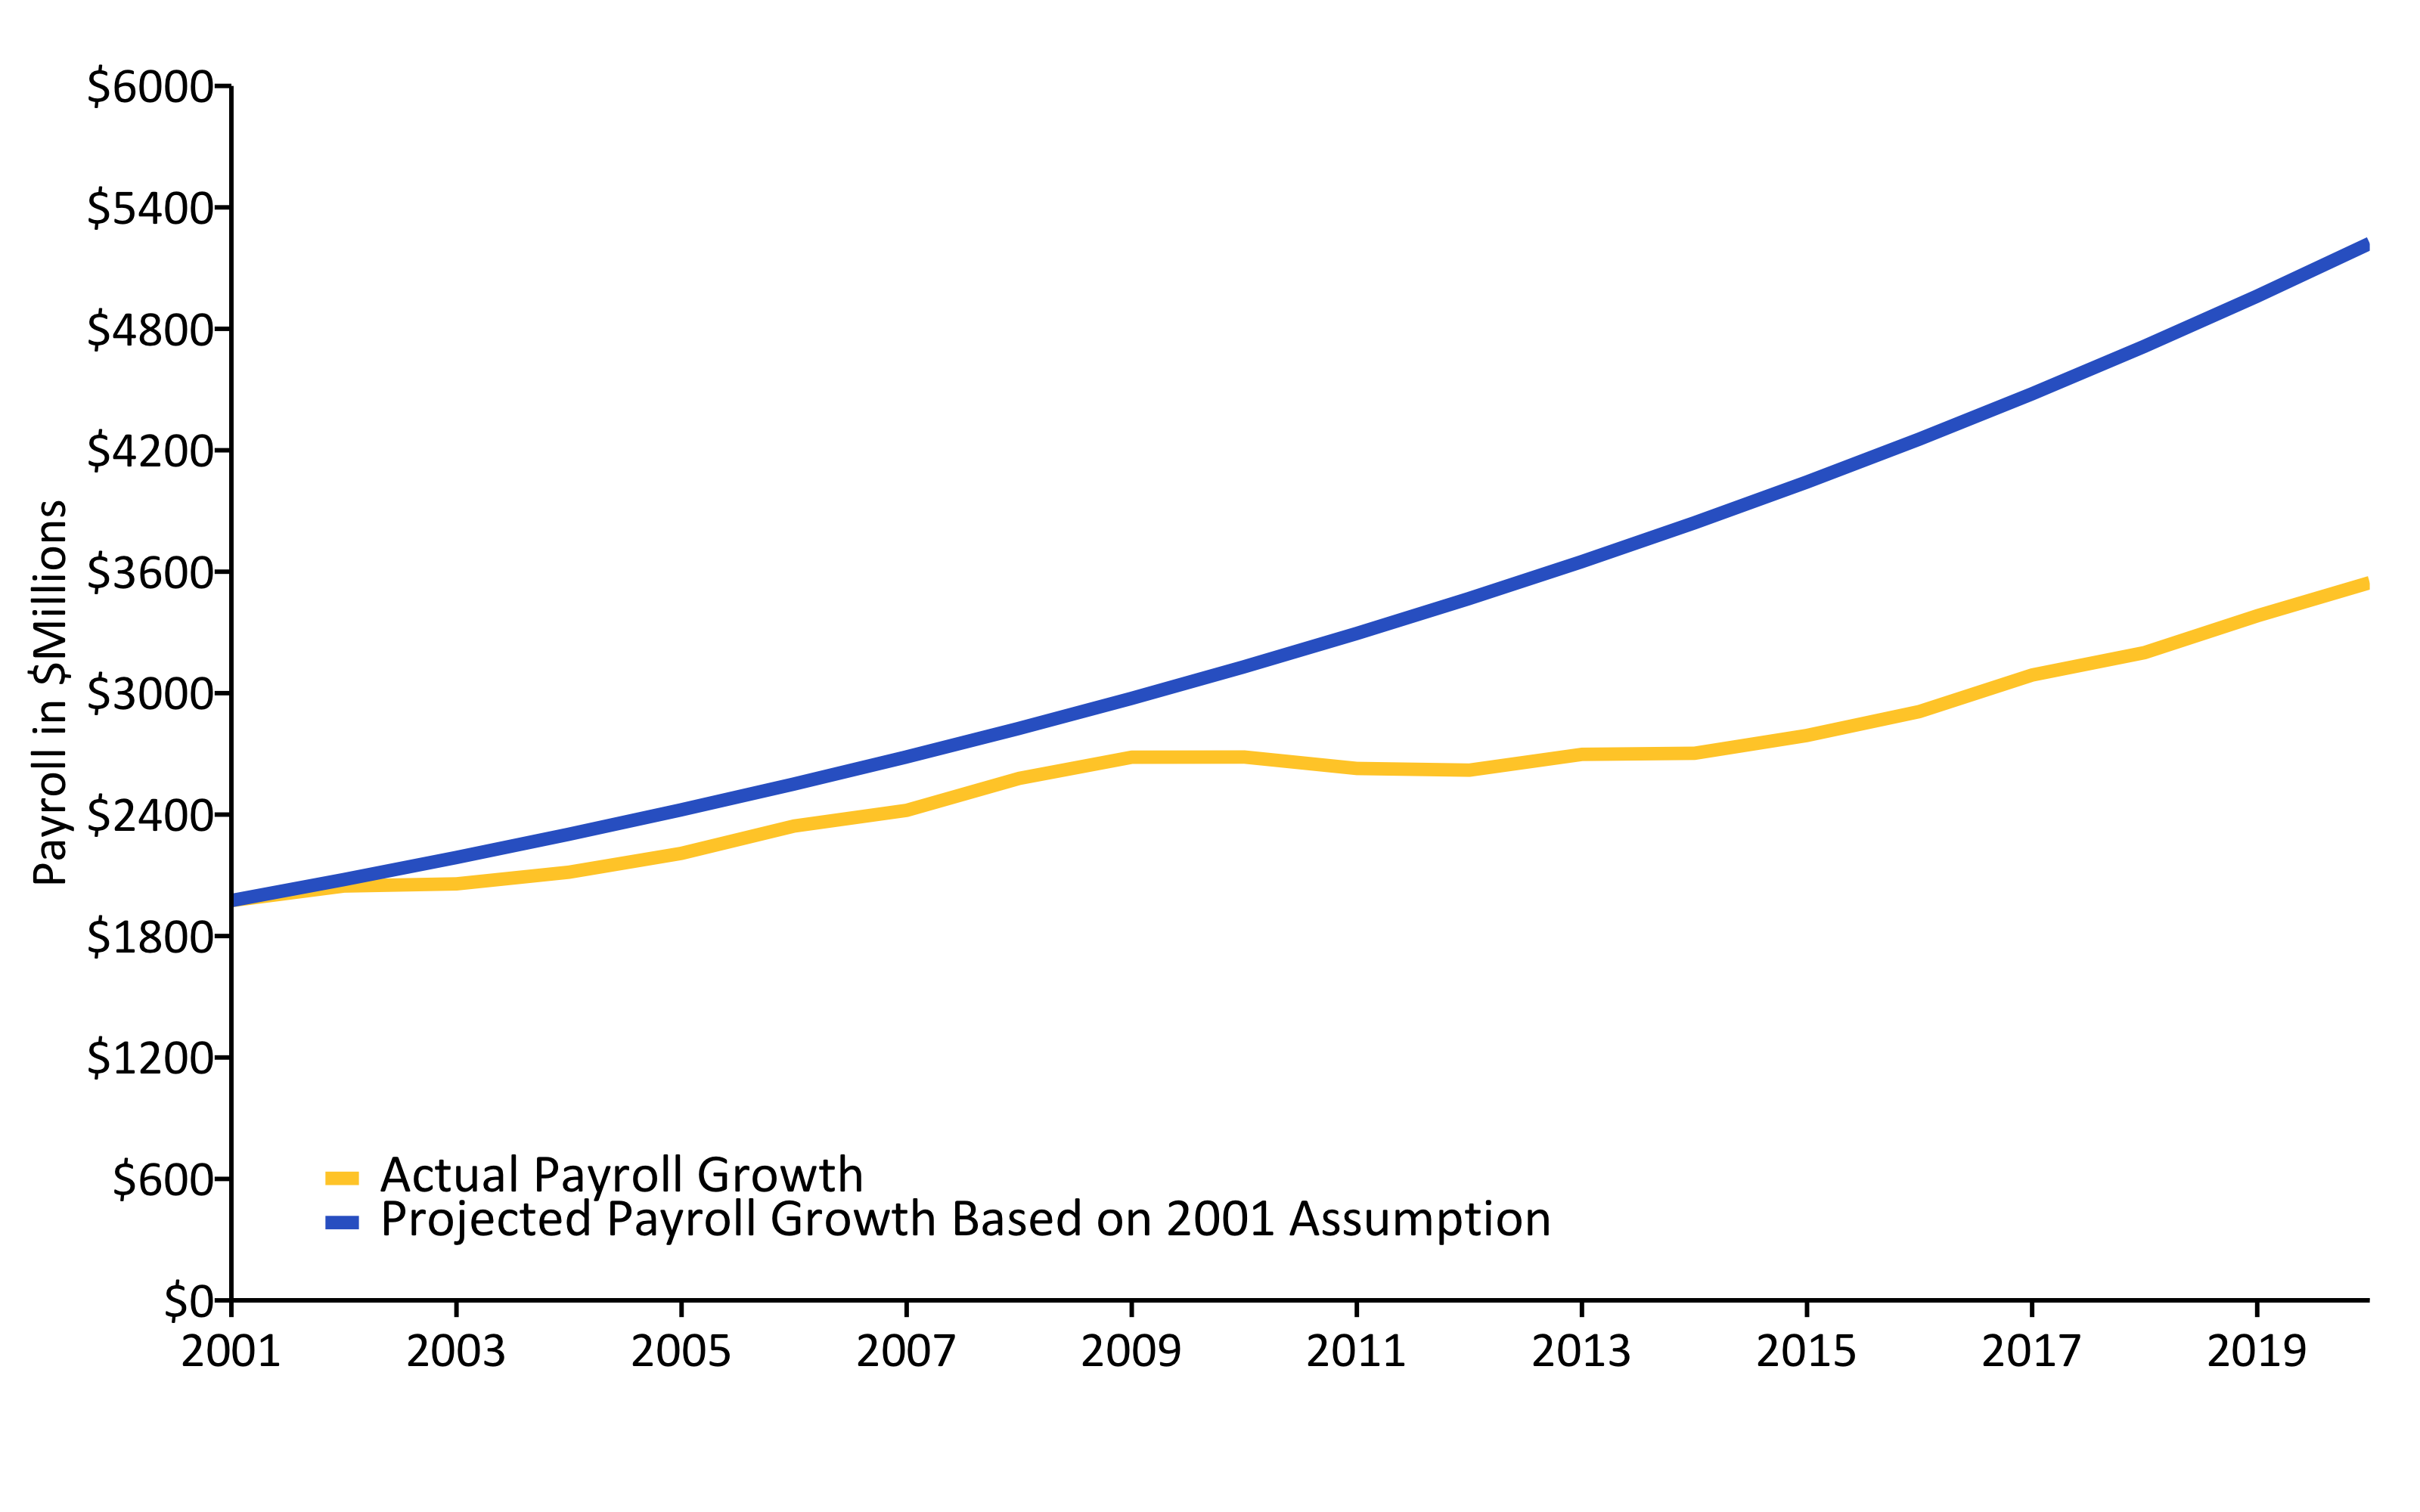 $6000
$5400
$4800
$4200
$3600
$3000
$2400
$1800
$1200
$600
$0
Payroll in $Millions
Actual Payroll Growth
Projected Payroll Growth Based on 2001 Assumption
2001 2003 2005 2007 2009 2011 2013 2015 2017 2019